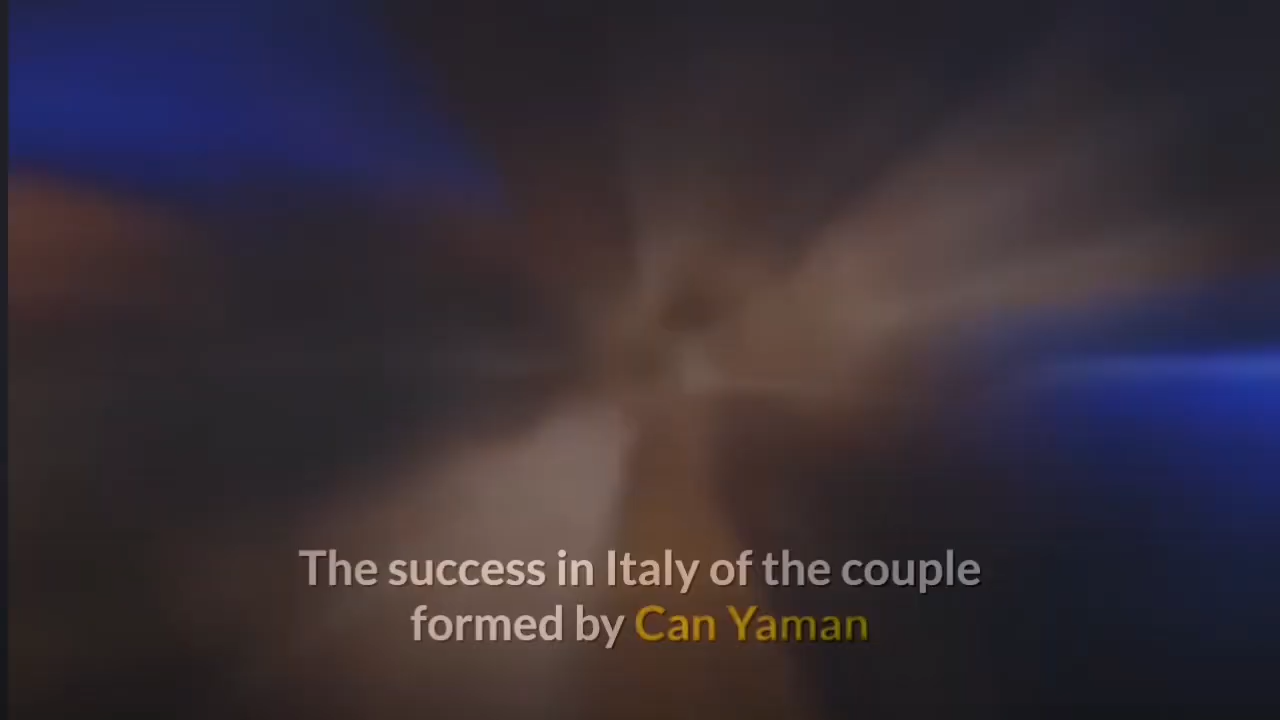 The success in Italy of the couple
formed by Can Yaman